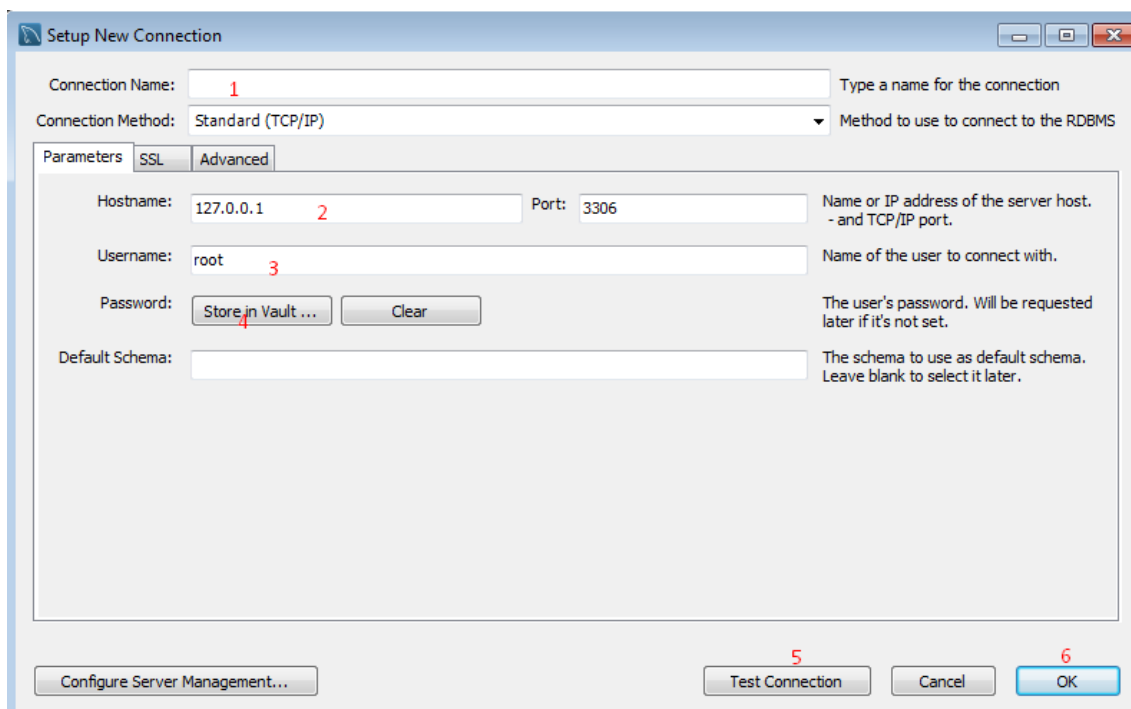 Setup New Connection
Connection Name: 1 Type a name for the connection
Connection Method: Standard (TCP/IP) Method to use to connect to the RDBMS
Parameters SSL Advanced
Hostname: 127.0.0.1 2 Port: 3306 Name or IP address of the server host.
- and TCP/IP port.
Username: root 3 Name of the user to connect with.
Password: Store in Vault ... 4 Clear The user's password. Will be requested
later if it's not set.
Default Schema: The schema to use as default schema.
Leave blank to select it later.
5 6
Configure Server Management... Test Connection Cancel OK